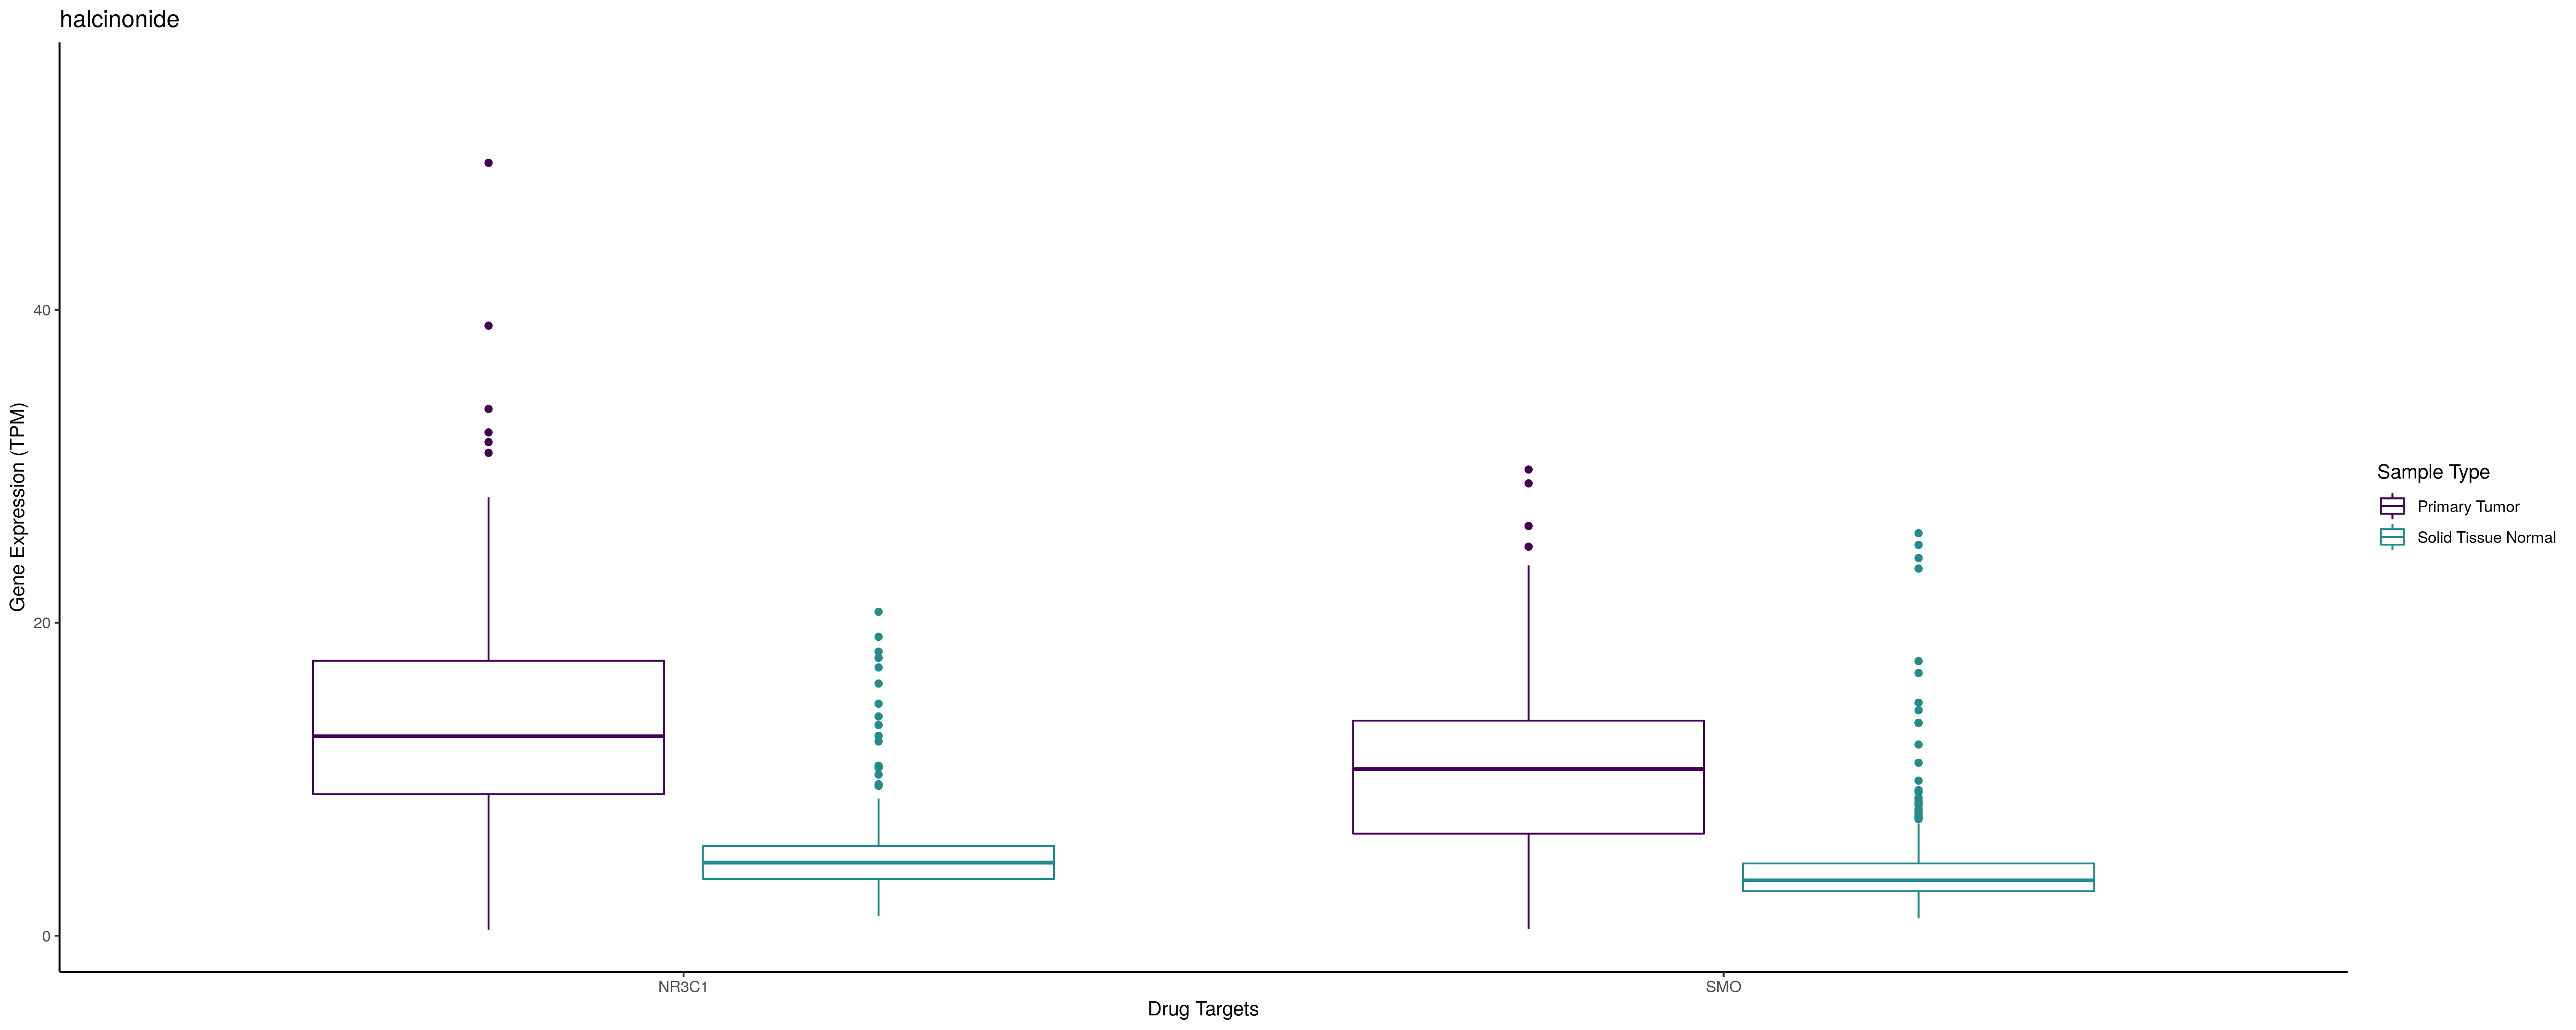 halcinonide
Gene Expression (TPM)
40
20
0
NR3C1
SMO
Drug Targets
Sample Type
Primary Tumor
Solid Tissue Normal